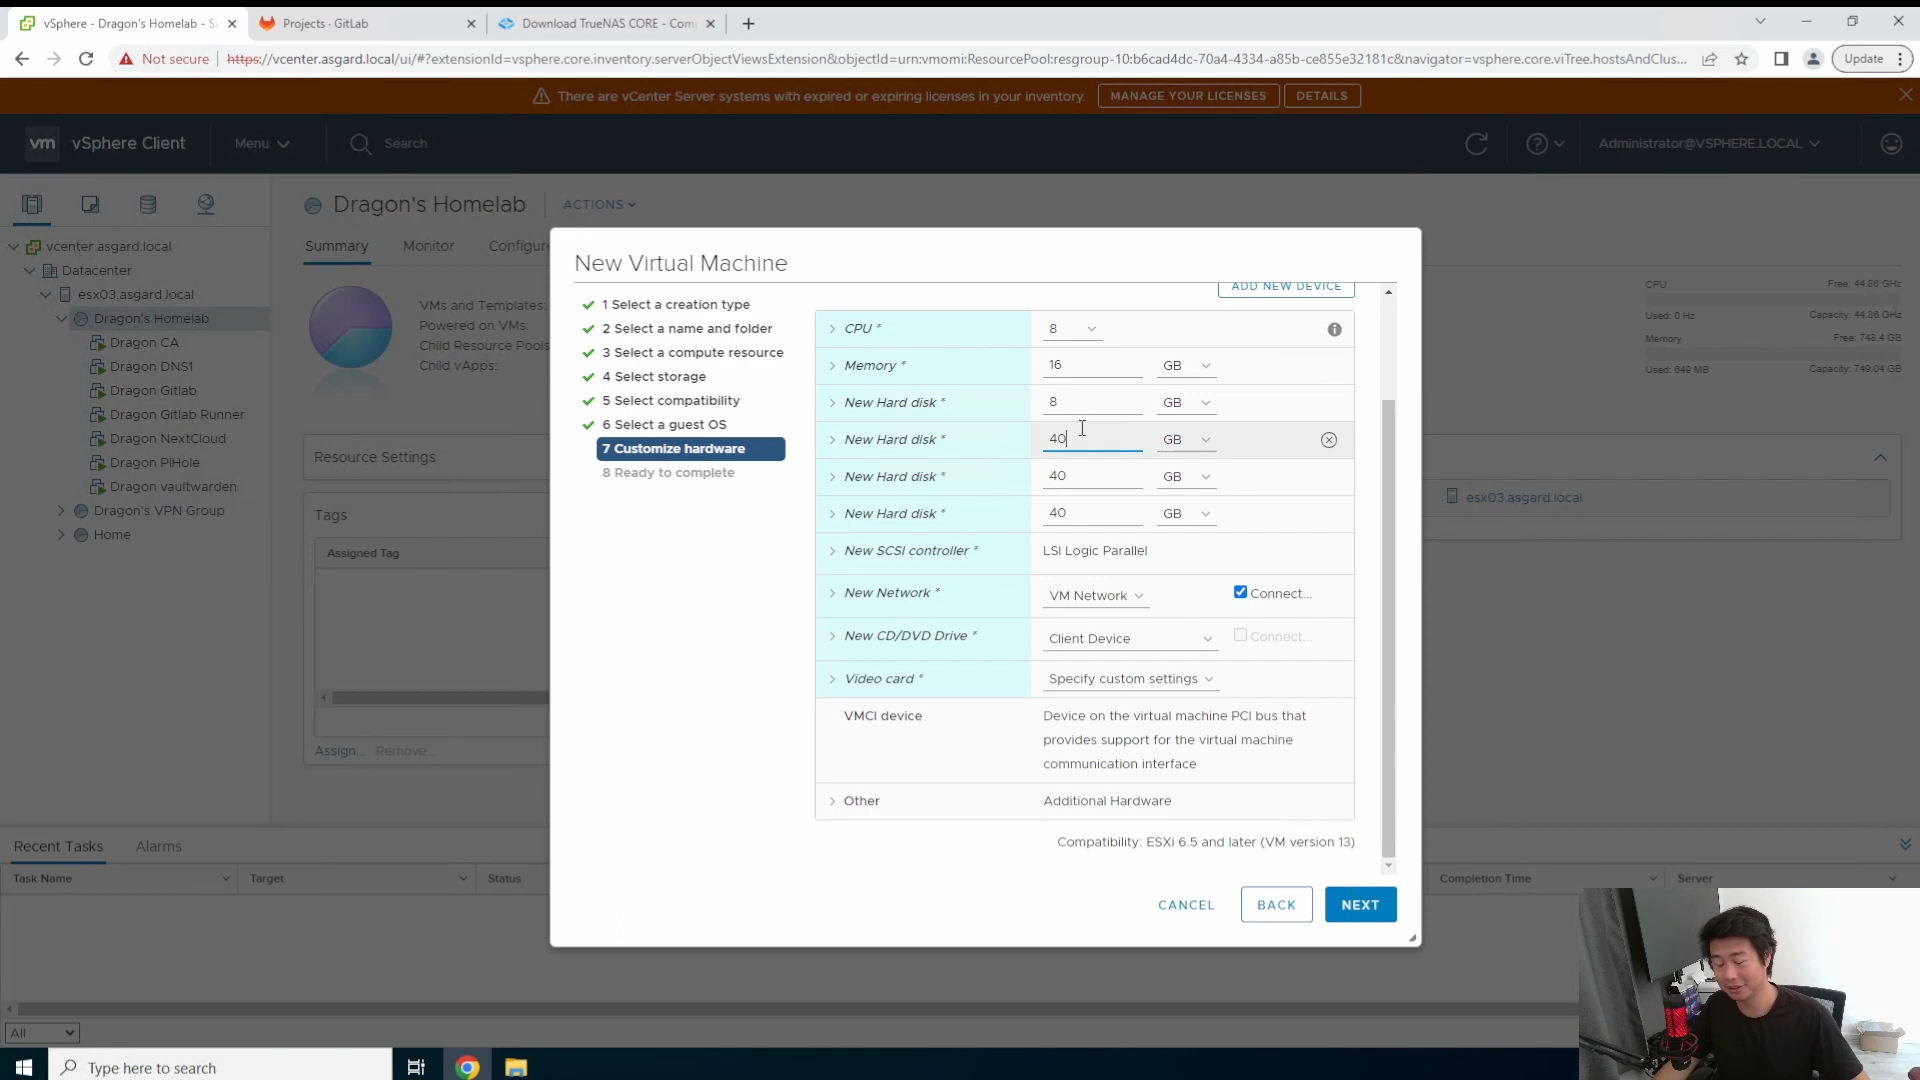 vSphere - Dragon's Homelab - S
Projects · GitLab
Download TrueNAS CORE - Com
Not secure
https://vcenter.asgard.local/ui/#?extensionId=vsphere.core.inventory.serverObjectViewsExtension&objectId=urn:vmomi:ResourcePool:resgroup-10:b6cad4dc-70a4-4334-a85b-ce855e32181c&navigator=vsphere.core.viTree.hostsAndClus...
Update
There are vCenter Server systems with expired or expiring licenses in your inventory.
MANAGE YOUR LICENSES
DETAILS
vm
vSphere Client
Menu
Search
Administrator@VSPHERE.LOCAL
Dragon's Homelab
ACTIONS
Summary
Monitor
Configure
vcenter.asgard.local
Datacenter
esx03.asgard.local
Dragon's Homelab
Dragon CA
Dragon DNS1
Dragon Gitlab
Dragon Gitlab Runner
Dragon NextCloud
Dragon PiHole
Dragon vaultwarden
Dragon's VPN Group
Home
VMs and Templates:
Powered on VMs:
Child Resource Pools
Child vApps:
CPU
Free: 44.86 GHz
Used: 0 Hz
Capacity: 44.86 GHz
Memory
Free: 748.4 GB
Used: 649 MB
Capacity: 749.04 GB
Resource Settings
Tags
Assigned Tag
Assign...
Remove...
esx03.asgard.local
New Virtual Machine
1 Select a creation type
2 Select a name and folder
3 Select a compute resource
4 Select storage
5 Select compatibility
6 Select a guest OS
7 Customize hardware
8 Ready to complete
ADD NEW DEVICE
CPU *
8
Memory *
16
GB
New Hard disk *
8
GB
New Hard disk *
40
GB
New Hard disk *
40
GB
New Hard disk *
40
GB
New SCSI controller *
LSI Logic Parallel
New Network *
VM Network
Connect...
New CD/DVD Drive *
Client Device
Connect...
Video card *
Specify custom settings
VMCI device
Device on the virtual machine PCI bus that
provides support for the virtual machine
communication interface
Other
Additional Hardware
Compatibility: ESXi 6.5 and later (VM version 13)
CANCEL
BACK
NEXT
Recent Tasks
Alarms
Task Name
Target
Status
Completion Time
Server
All
Type here to search